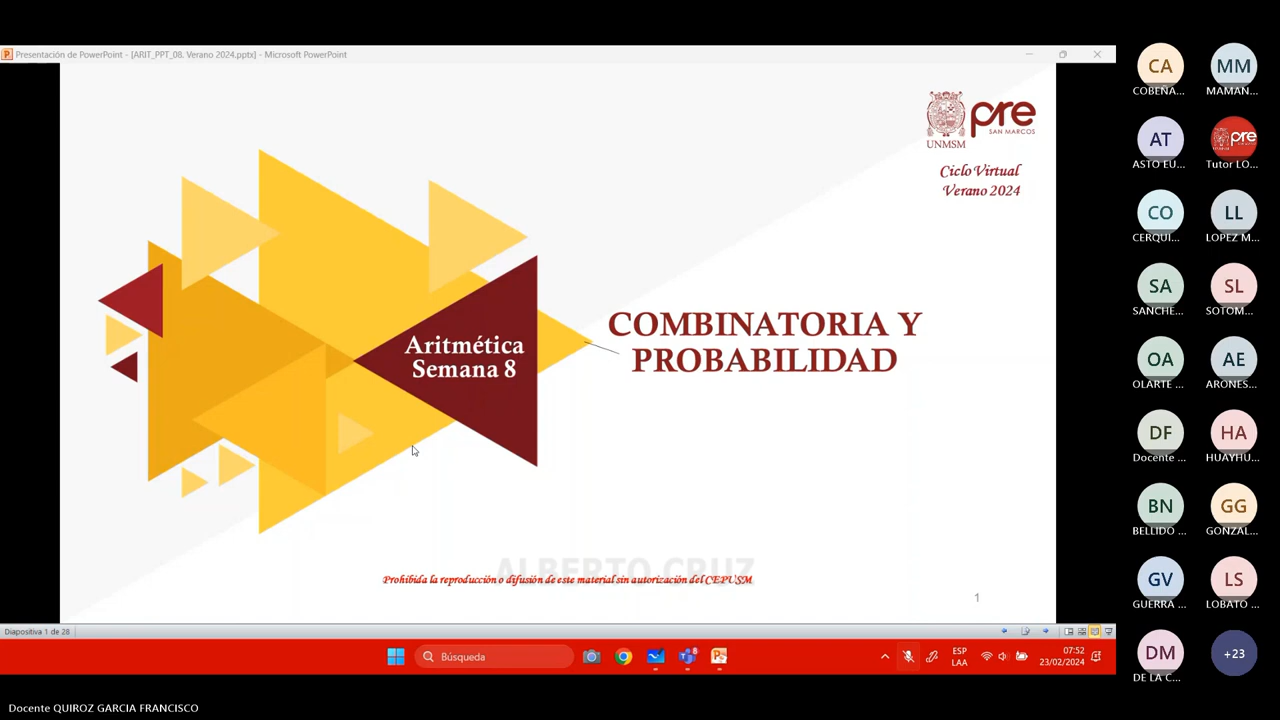 Presentación de PowerPoint - [ARIT_PPT_08. Verano 2024.pptx] - Microsoft PowerPoint
pre
SAN MARCOS
UNMSM
Ciclo Virtual
Verano 2024
Aritmética
Semana 8
COMBINATORIA Y
PROBABILIDAD
ALBERTO CRUZ
Prohibida la reproducción o difusión de este material sin autorización del CEPUSM
1
Diapositiva 1 de 28
Búsqueda
8
ESP
LAA
07:52
23/02/2024
Docente QUIROZ GARCIA FRANCISCO
CA
COBEÑA...
MM
MAMAN...
AT
ASTO EU...
pre
Tutor LO...
CO
CERQUI...
LL
LOPEZ M...
SA
SANCHE...
SL
SOTOM...
OA
OLARTE ...
AE
ARONES...
DF
Docente ...
HA
HUAYHU...
BN
BELLIDO ...
GG
GONZAL...
GV
GUERRA ...
LS
LOBATO ...
DM
DE LA C...
+23